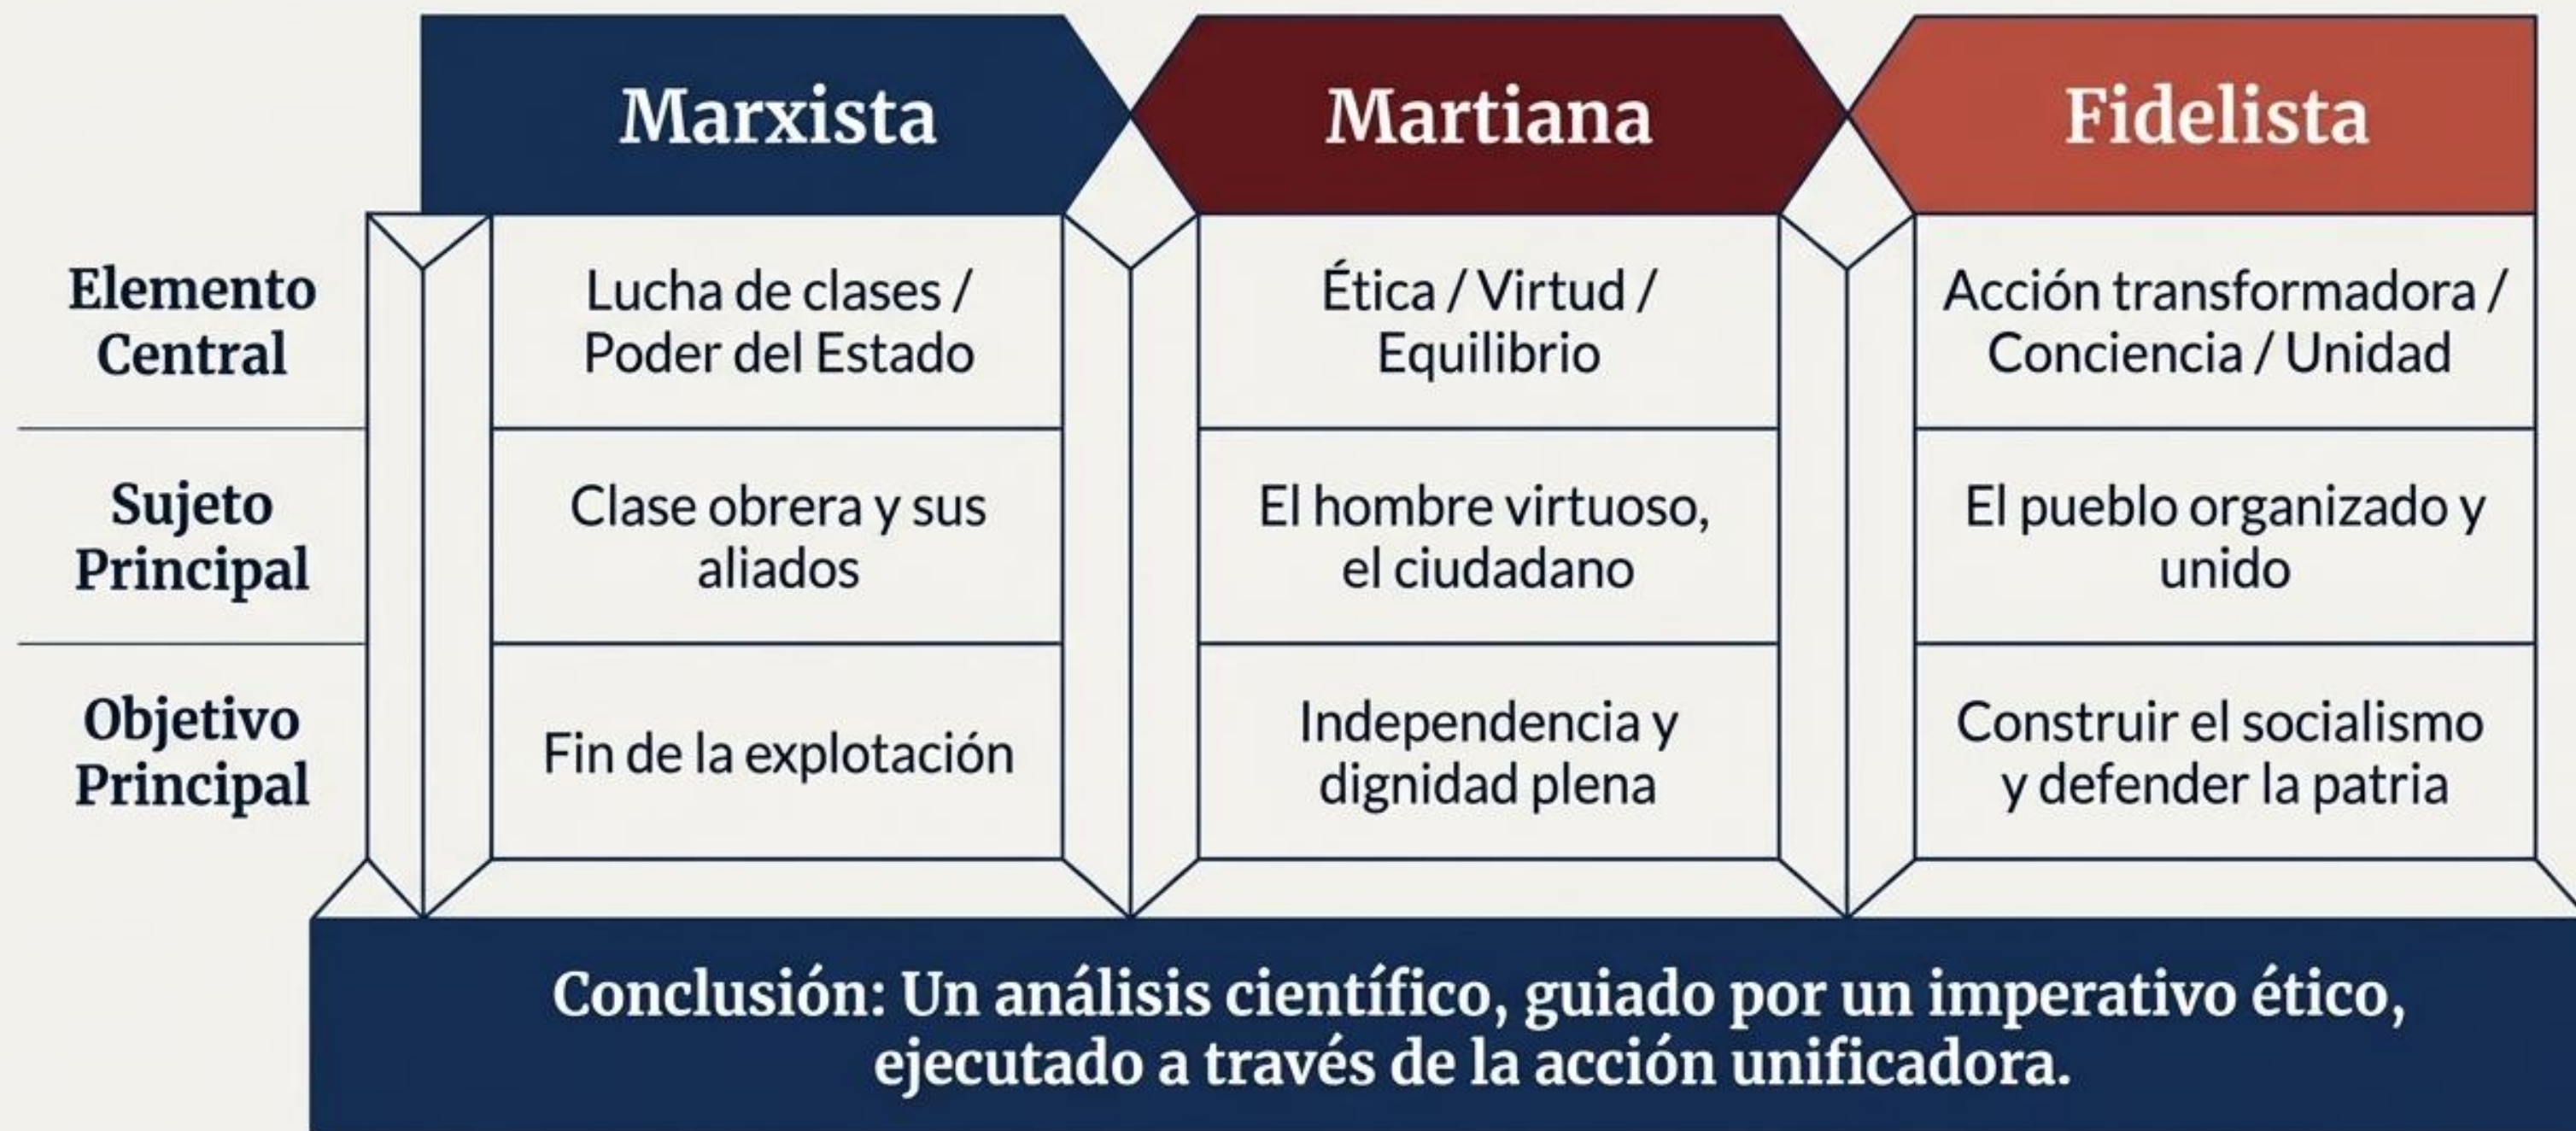 Marxista
Martiana
Fidelista
Elemento
Central
Lucha de clases /
Poder del Estado
Ética / Virtud /
Equilibrio
Acción transformadora /
Conciencia / Unidad
Sujeto
Principal
Clase obrera y sus
aliados
El hombre virtuoso,
el ciudadano
El pueblo organizado y
unido
Objetivo
Principal
Fin de la explotación
Independencia y
dignidad plena
Construir el socialismo
y defender la patria
Conclusión: Un análisis científico, guiado por un imperativo ético,
ejecutado a través de la acción unificadora.